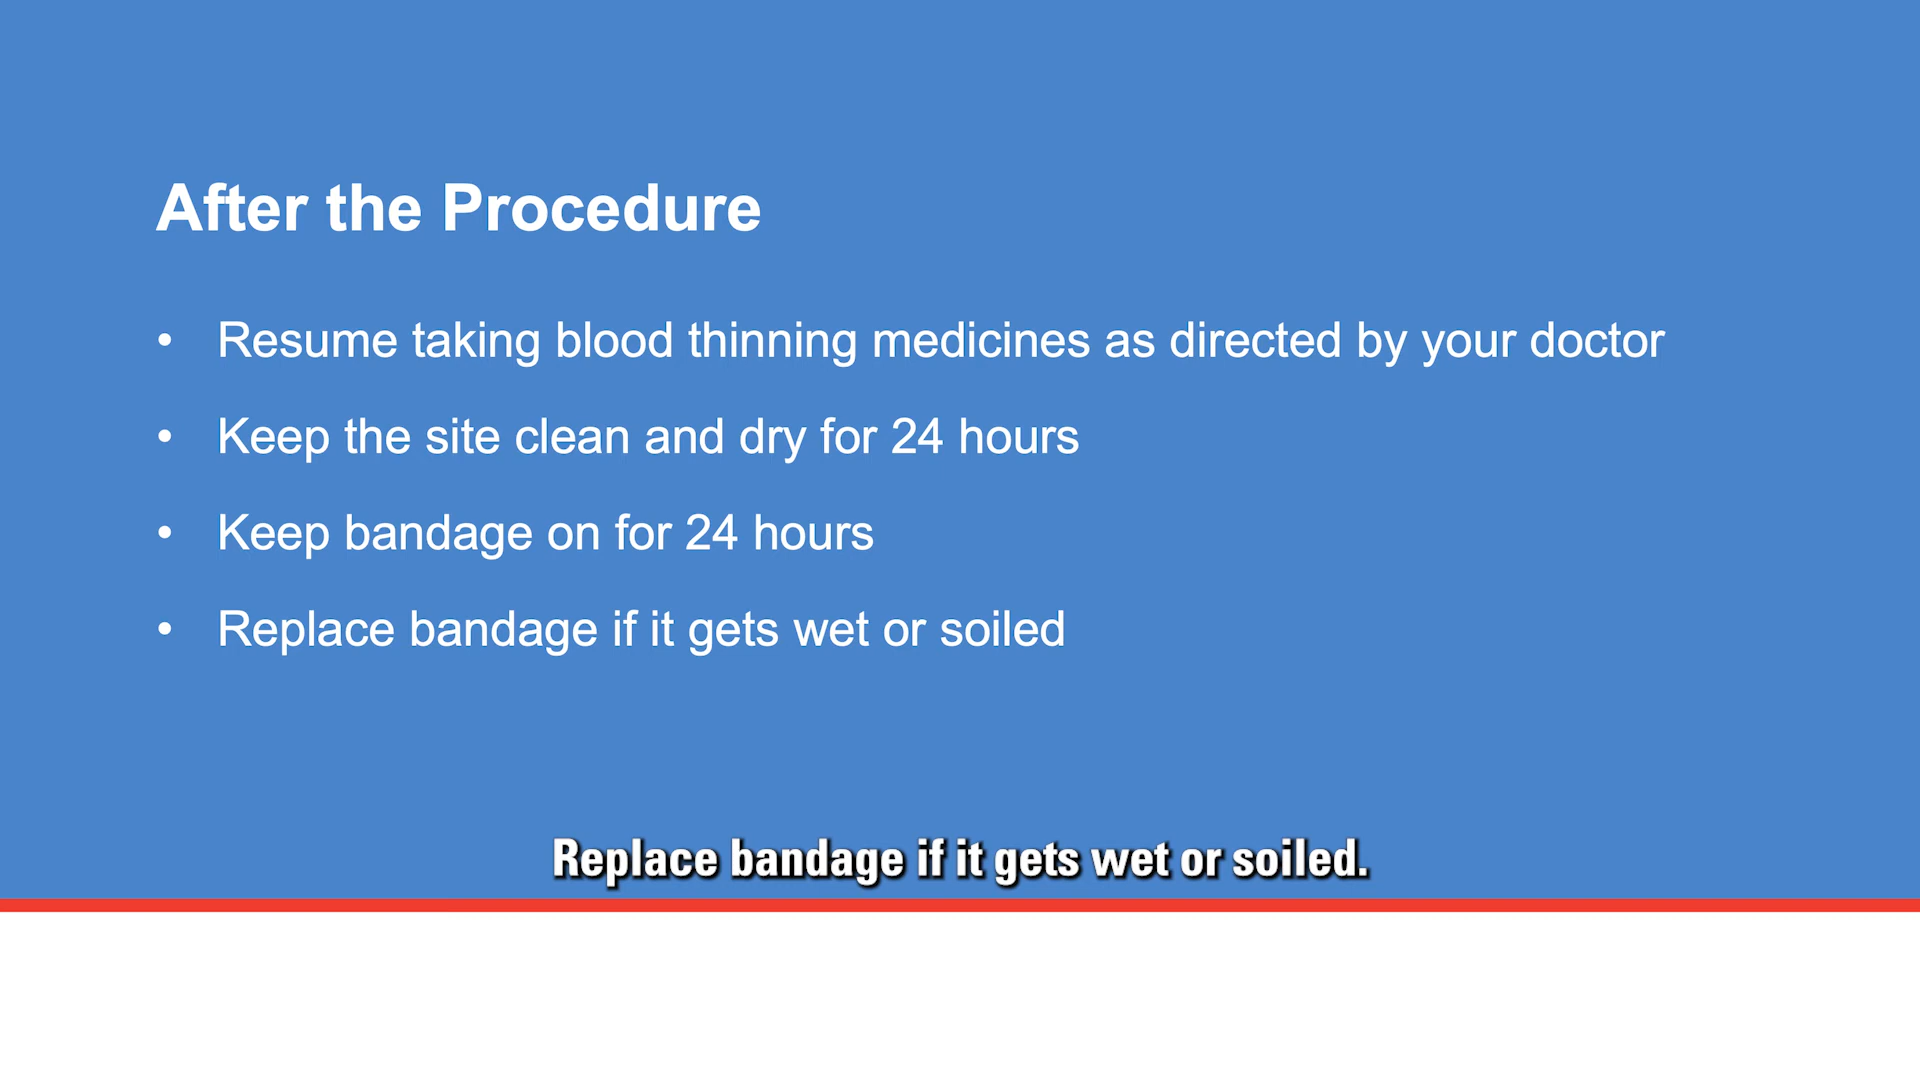 After the Procedure
• Resume taking blood thinning medicines as directed by your doctor
• Keep the site clean and dry for 24 hours
• Keep bandage on for 24 hours
• Replace bandage if it gets wet or soiled
Replace bandage if it gets wet or soiled.